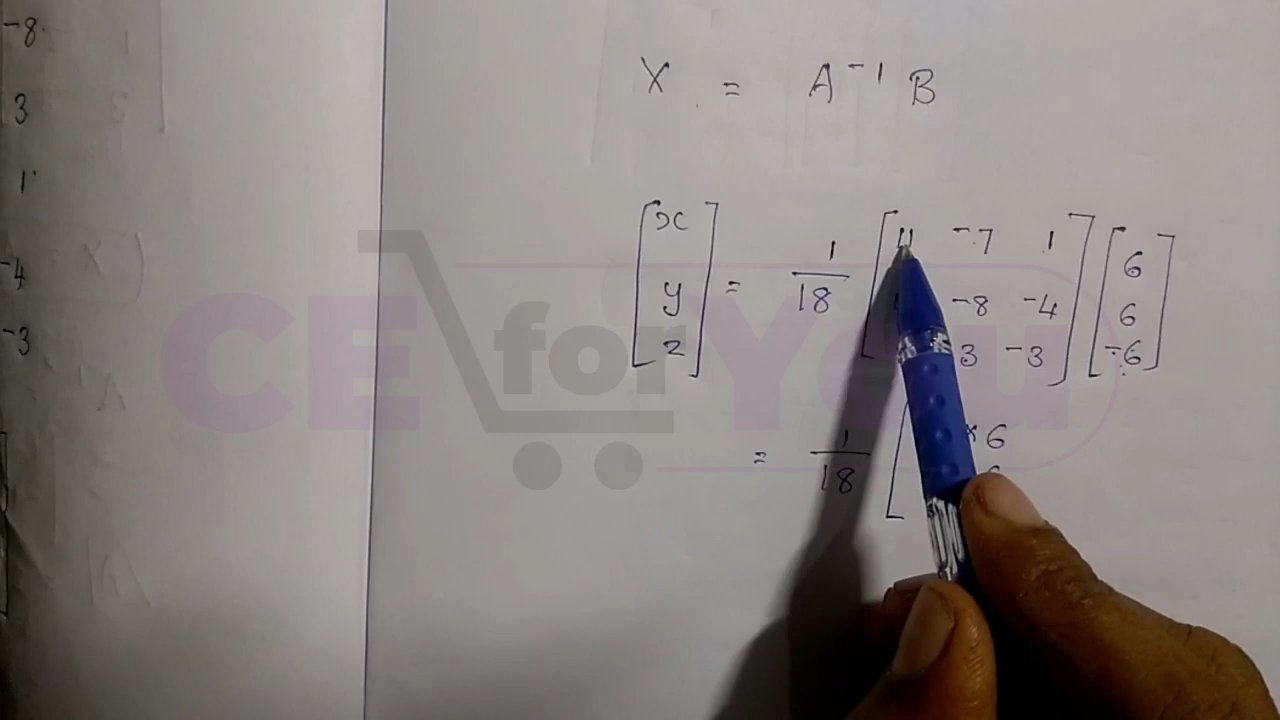 -8
3
1
-4
-3
X = A⁻¹ B
x
y = 1/18
z
11 -7 1
-8 -4
3 -3
6
6
-6
= 1/18
×6
CE for You